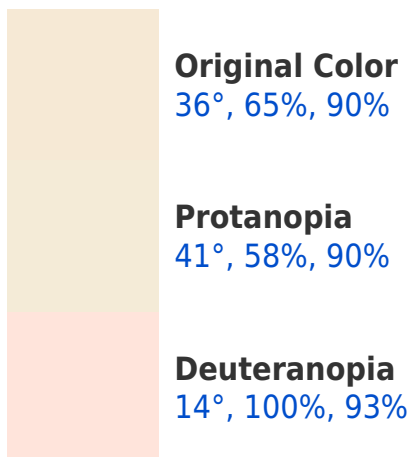 Original Color
36°, 65%, 90%
Protanopia
41°, 58%, 90%
Deuteranopia
14°, 100%, 93%